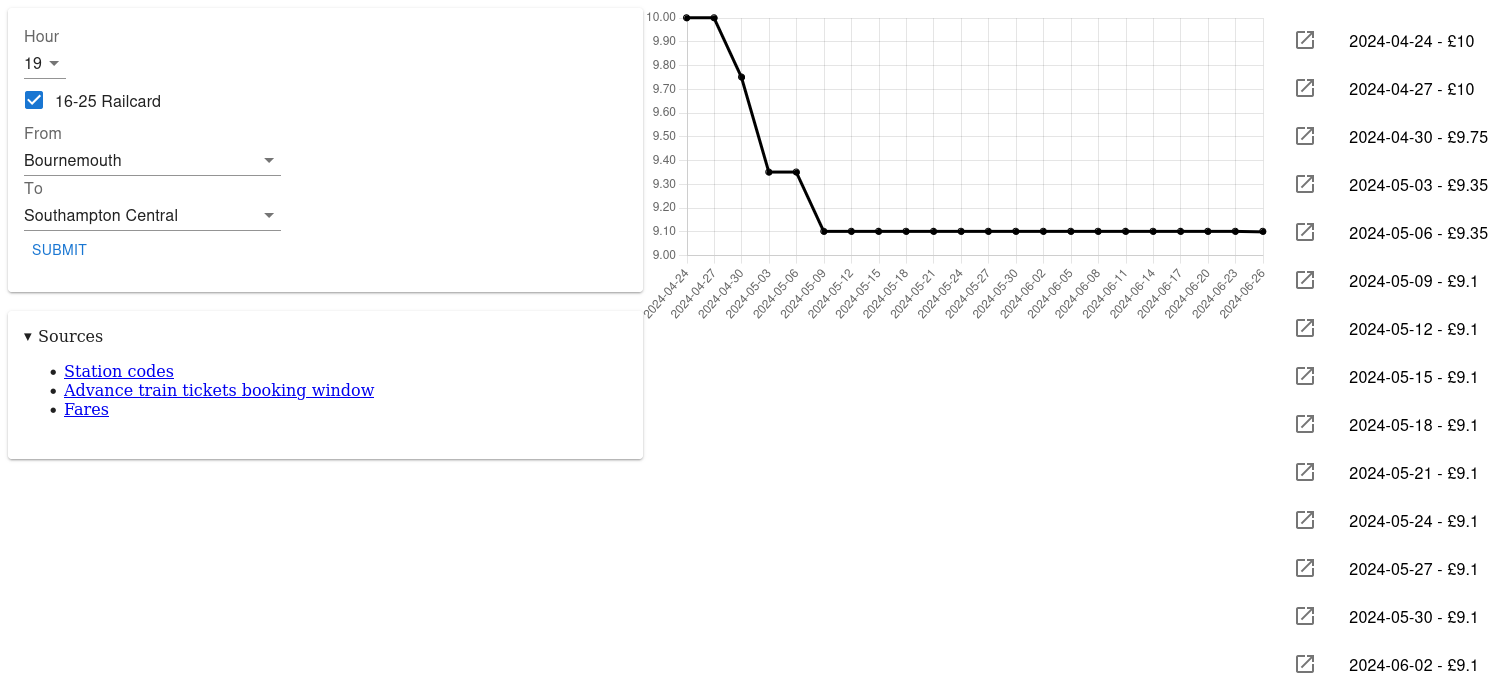 Hour
19
16-25 Railcard
From
Bournemouth
To
Southampton Central
SUBMIT
▾ Sources
• Station codes
• Advance train tickets booking window
• Fares
10.00
9.90
9.80
9.70
9.60
9.50
9.40
9.30
9.20
9.10
9.00
2024-04-24
2024-04-27
2024-04-30
2024-05-03
2024-05-06
2024-05-09
2024-05-12
2024-05-15
2024-05-18
2024-05-21
2024-05-24
2024-05-27
2024-05-30
2024-06-02
2024-06-05
2024-06-08
2024-06-11
2024-06-14
2024-06-17
2024-06-20
2024-06-23
2024-06-26
2024-04-24 - £10
2024-04-27 - £10
2024-04-30 - £9.75
2024-05-03 - £9.35
2024-05-06 - £9.35
2024-05-09 - £9.1
2024-05-12 - £9.1
2024-05-15 - £9.1
2024-05-18 - £9.1
2024-05-21 - £9.1
2024-05-24 - £9.1
2024-05-27 - £9.1
2024-05-30 - £9.1
2024-06-02 - £9.1